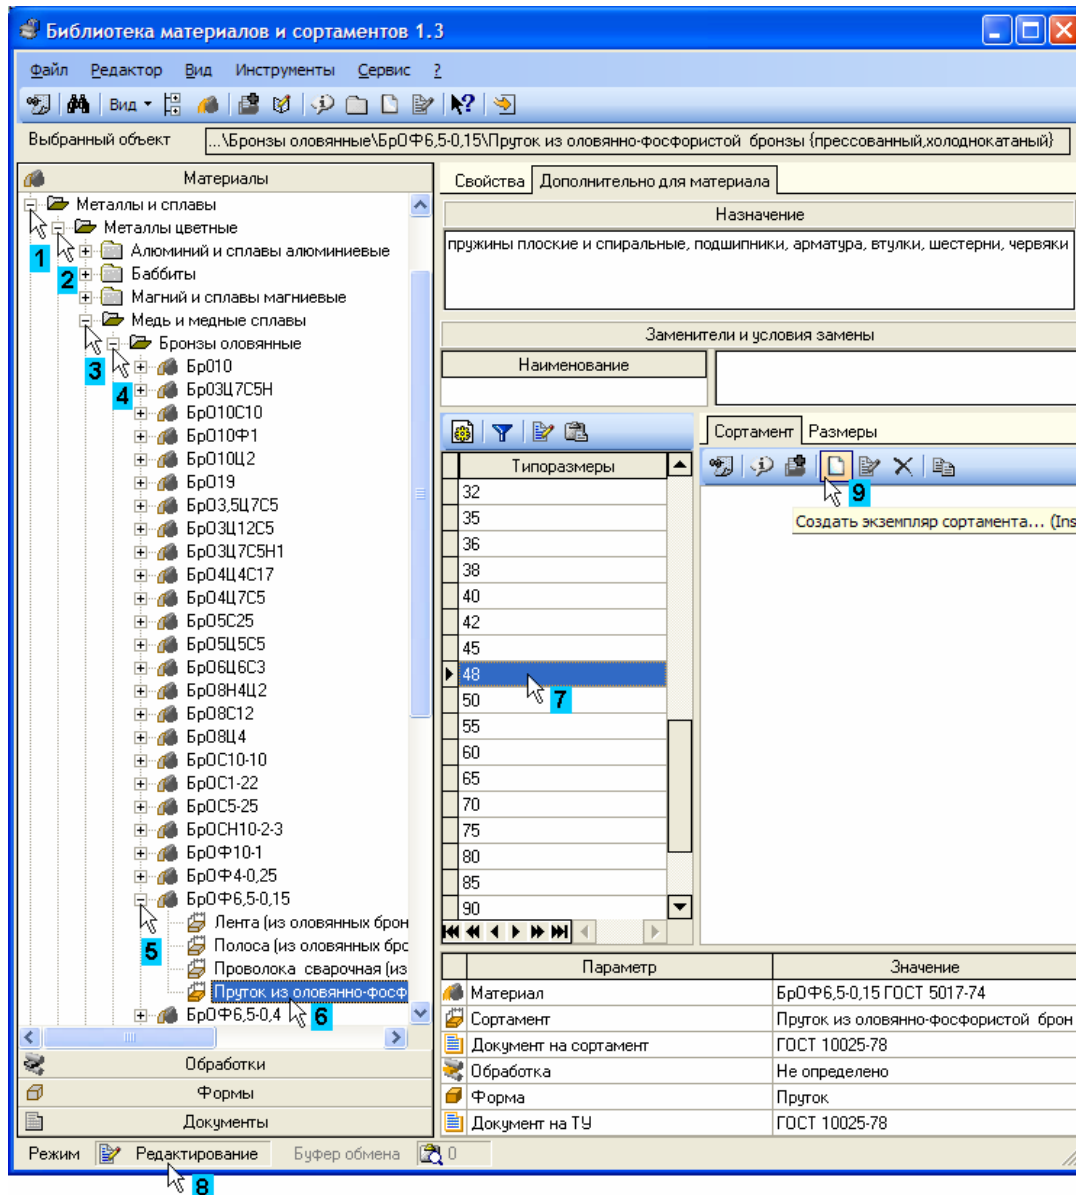 Библиотека материалов и сортаментов 1.3
Файл Редактор Вид Инструменты Сервис ?
Вид
Выбранный объект ...\Бронзы оловянные\БрОФ6,5-0,15\Пруток из оловянно-фосфористой бронзы {прессованный,холоднокатаный}
Материалы
Металлы и сплавы
1
Металлы цветные
2
Алюминий и сплавы алюминиевые
Баббиты
Магний и сплавы магниевые
Медь и медные сплавы
3
Бронзы оловянные
4
БрО10
БрО3Ц7С5Н
БрО10С10
БрО10Ф1
БрО10Ц2
БрО19
БрО3,5Ц7С5
БрО3Ц12С5
БрО3Ц7С5Н1
БрО4Ц4С17
БрО4Ц7С5
БрО5С25
БрО5Ц5С5
БрО6Ц6С3
БрО8Н4Ц2
БрО8С12
БрО8Ц4
БрОС10-10
БрОС1-22
БрОС5-25
БрОСН10-2-3
БрОФ10-1
БрОФ4-0,25
БрОФ6,5-0,15
5
Лента (из оловянных брон
Полоса (из оловянных брс
Проволока сварочная (из
Пруток из оловянно-фосф
6
БрОФ6,5-0,4
Обработки
Формы
Документы
Свойства Дополнительно для материала
Назначение
пружины плоские и спиральные, подшипники, арматура, втулки, шестерни, червяки
Заменители и условия замены
Наименование
Типоразмеры
32
35
36
38
40
42
45
48
7
50
55
60
65
70
75
80
85
90
Сортамент Размеры
9
Создать экземпляр сортамента... (Ins
Параметр Значение
Материал БрОФ6,5-0,15 ГОСТ 5017-74
Сортамент Пруток из оловянно-фосфористой брон
Документ на сортамент ГОСТ 10025-78
Обработка Не определено
Форма Пруток
Документ на ТУ ГОСТ 10025-78
Режим Редактирование Буфер обмена 0
8